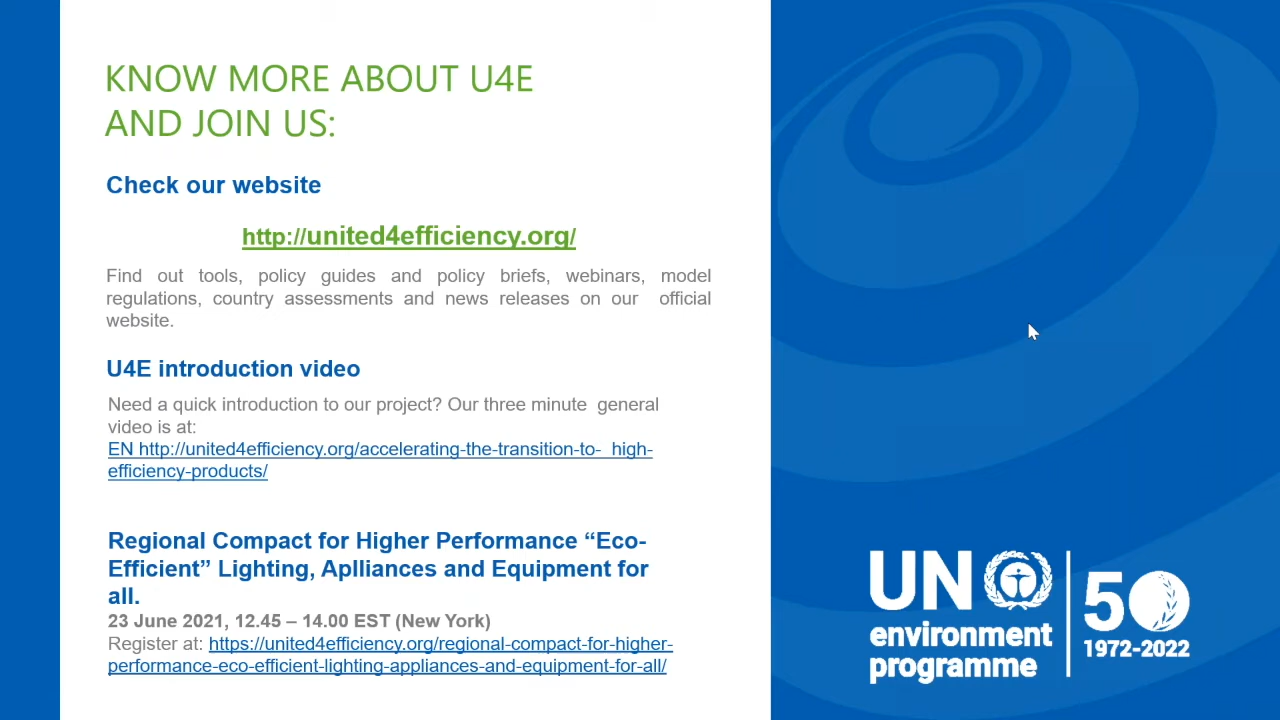 KNOW MORE ABOUT U4E
AND JOIN US:
Check our website
http://united4efficiency.org/
Find out tools, policy guides and policy briefs, webinars, model
regulations, country assessments and news releases on our official
website.
U4E introduction video
Need a quick introduction to our project? Our three minute general
video is at:
EN http://united4efficiency.org/accelerating-the-transition-to- high-
efficiency-products/
Regional Compact for Higher Performance “Eco-
Efficient” Lighting, Aplliances and Equipment for
all.
23 June 2021, 12.45 – 14.00 EST (New York)
Register at: https://united4efficiency.org/regional-compact-for-higher-
performance-eco-efficient-lighting-appliances-and-equipment-for-all/
UN
environment
programme
50
1972-2022